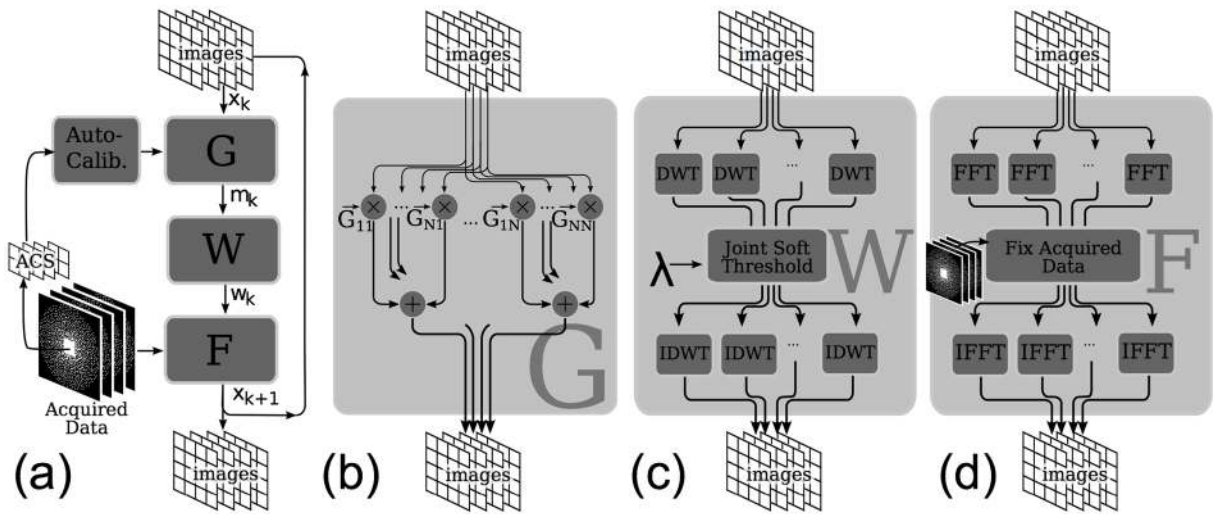 images
x_k
Auto-
Calib.
G
m_k
W
w_k
ACS
F
x_{k+1}
Acquired
Data
images
(a)
images
G_11 ... G_N1 ... G_1N ... G_NN
× ... × × ... ×
...
+ +
G
images
(b)
images
...
DWT DWT DWT
λ
Joint Soft
Threshold
W
...
IDWT IDWT IDWT
images
(c)
images
...
FFT FFT FFT
Fix Acquired
Data
F
...
IFFT IFFT IFFT
images
(d)